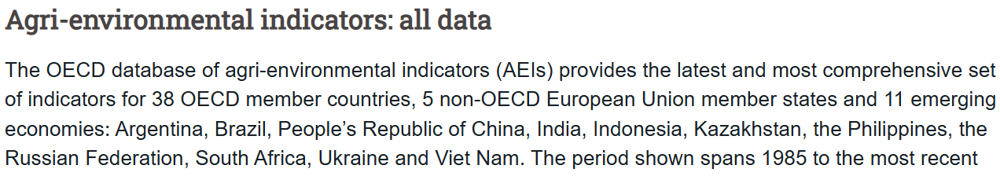 Agri-environmental indicators: all data
The OECD database of agri-environmental indicators (AEIs) provides the latest and most comprehensive set
of indicators for 38 OECD member countries, 5 non-OECD European Union member states and 11 emerging
economies: Argentina, Brazil, People’s Republic of China, India, Indonesia, Kazakhstan, the Philippines, the
Russian Federation, South Africa, Ukraine and Viet Nam. The period shown spans 1985 to the most recent